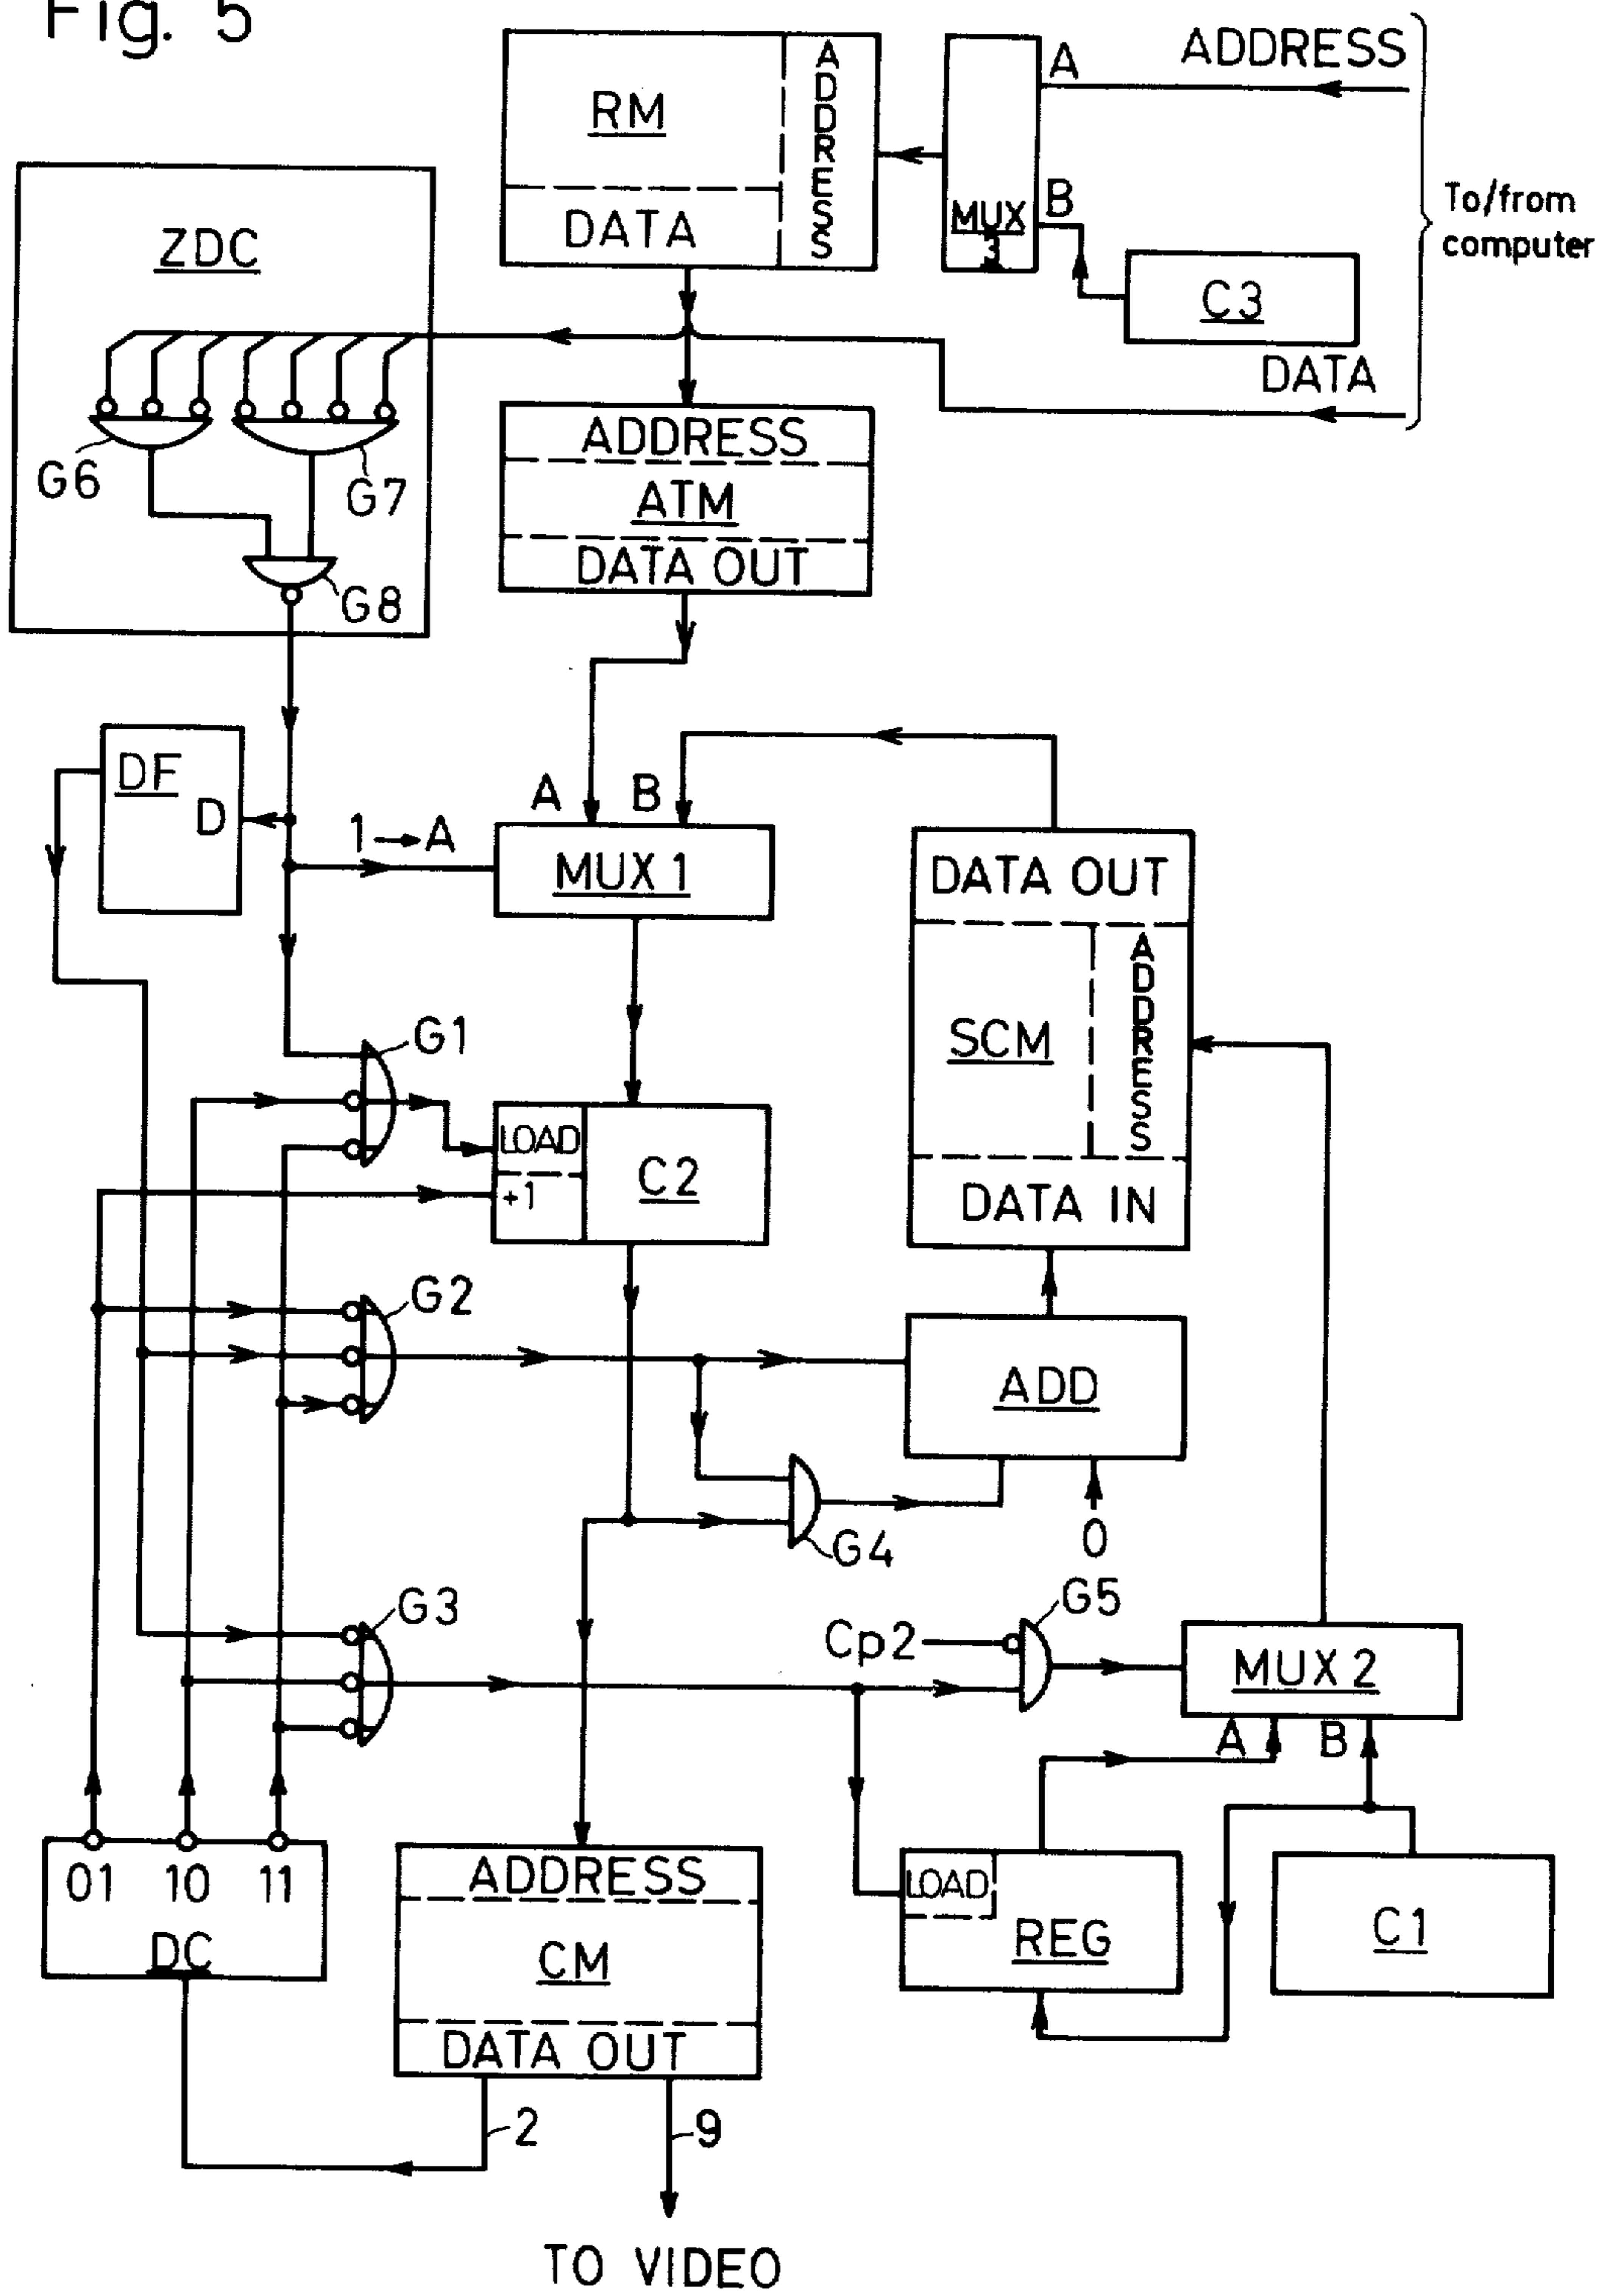 Fig. 5
ADDRESS
A
RM
ADDRESS
DATA
MUX
3
B
C3
To/from
computer
DATA
ZDC
G6
G7
G8
ADDRESS
ATM
DATA OUT
DF
D
1→A
A
B
MUX 1
DATA OUT
SCM
ADDRESS
DATA IN
G1
LOAD
+1
C2
G2
ADD
0
G4
G3
Cp2
G5
MUX 2
A
B
01 10 11
DC
ADDRESS
CM
DATA OUT
LOAD
REG
C1
2
9
TO VIDEO